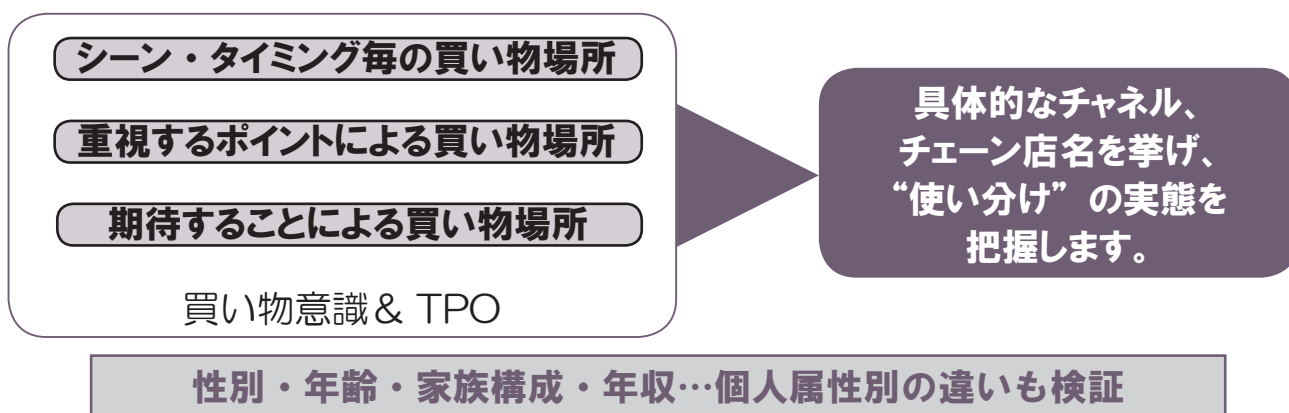 シーン・タイミング毎の買い物場所
重視するポイントによる買い物場所
期待することによる買い物場所
買い物意識& TPO
具体的なチャネル、
チェーン店名を挙げ、
“使い分け”の実態を
把握します。
性別・年齢・家族構成・年収…個人属性別の違いも検証